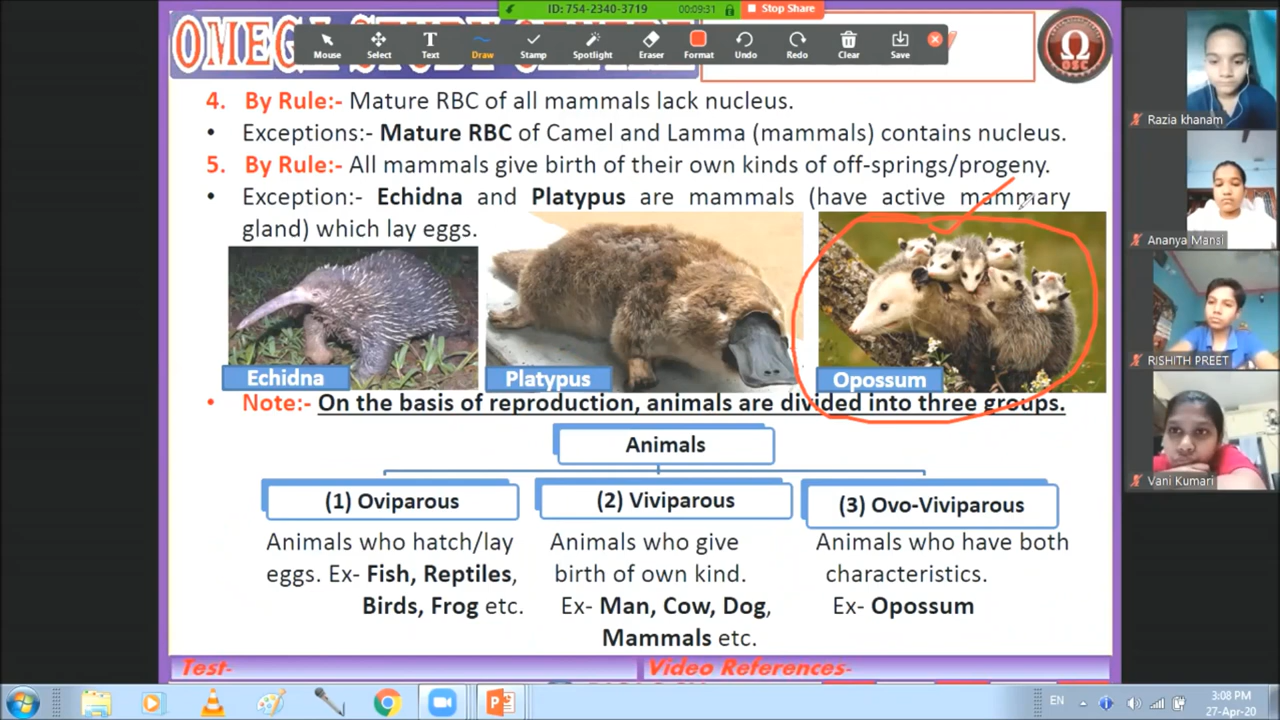 ID: 754-2340-3719
00:09:31
Stop Share
Mouse
Select
Text
Draw
Stamp
Spotlight
Eraser
Format
Undo
Redo
Clear
Save
OSC
4. By Rule:- Mature RBC of all mammals lack nucleus.
• Exceptions:- Mature RBC of Camel and Lamma (mammals) contains nucleus.
5. By Rule:- All mammals give birth of their own kinds of off-springs/progeny.
• Exception:- Echidna and Platypus are mammals (have active mammary
gland) which lay eggs.
Echidna
Platypus
Opossum
• Note:- On the basis of reproduction, animals are divided into three groups.
Animals
(1) Oviparous
(2) Viviparous
(3) Ovo-Viviparous
Animals who hatch/lay
eggs. Ex- Fish, Reptiles,
Birds, Frog etc.
Animals who give
birth of own kind.
Ex- Man, Cow, Dog,
Mammals etc.
Animals who have both
characteristics.
Ex- Opossum
Test-
Video References-
Razia khanam
Ananya Mansi
RISHITH PREET
Vani Kumari
EN
3:08 PM
27-Apr-20